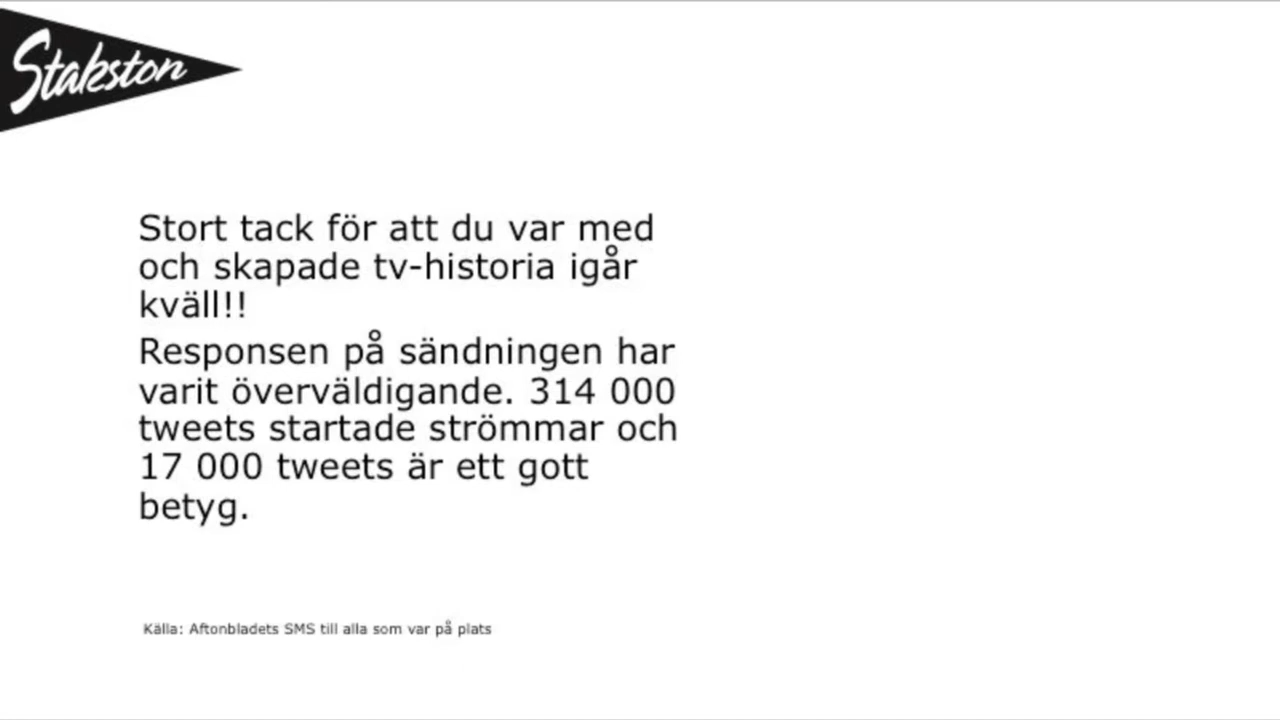 Stakston
Stort tack för att du var med
och skapade tv-historia igår
kväll!!
Responsen på sändningen har
varit överväldigande. 314 000
tweets startade strömmar och
17 000 tweets är ett gott
betyg.
Källa: Aftonbladets SMS till alla som var på plats